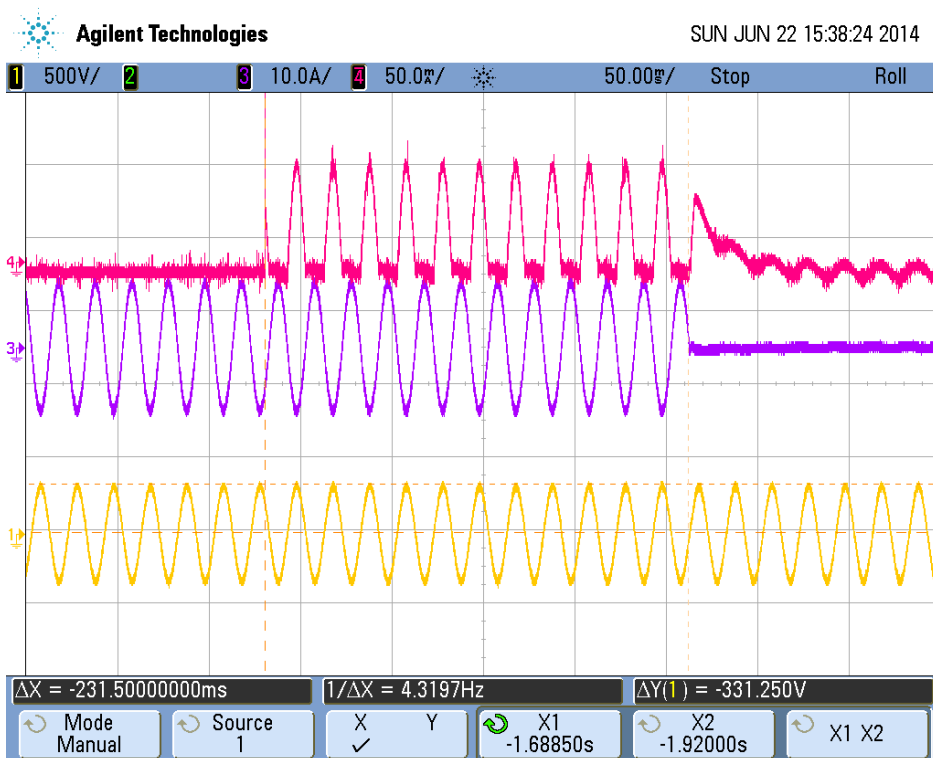 Agilent Technologies
SUN JUN 22 15:38:24 2014
1 500V/ 2 3 10.0A/ 4 50.0㎷/ 50.00㎳/ Stop Roll
4
3
1
ΔX = -231.50000000ms 1/ΔX = 4.3197Hz ΔY(1) = -331.250V
Mode Source X Y X1 X2 X1 X2
Manual 1 ✓ -1.68850s -1.92000s